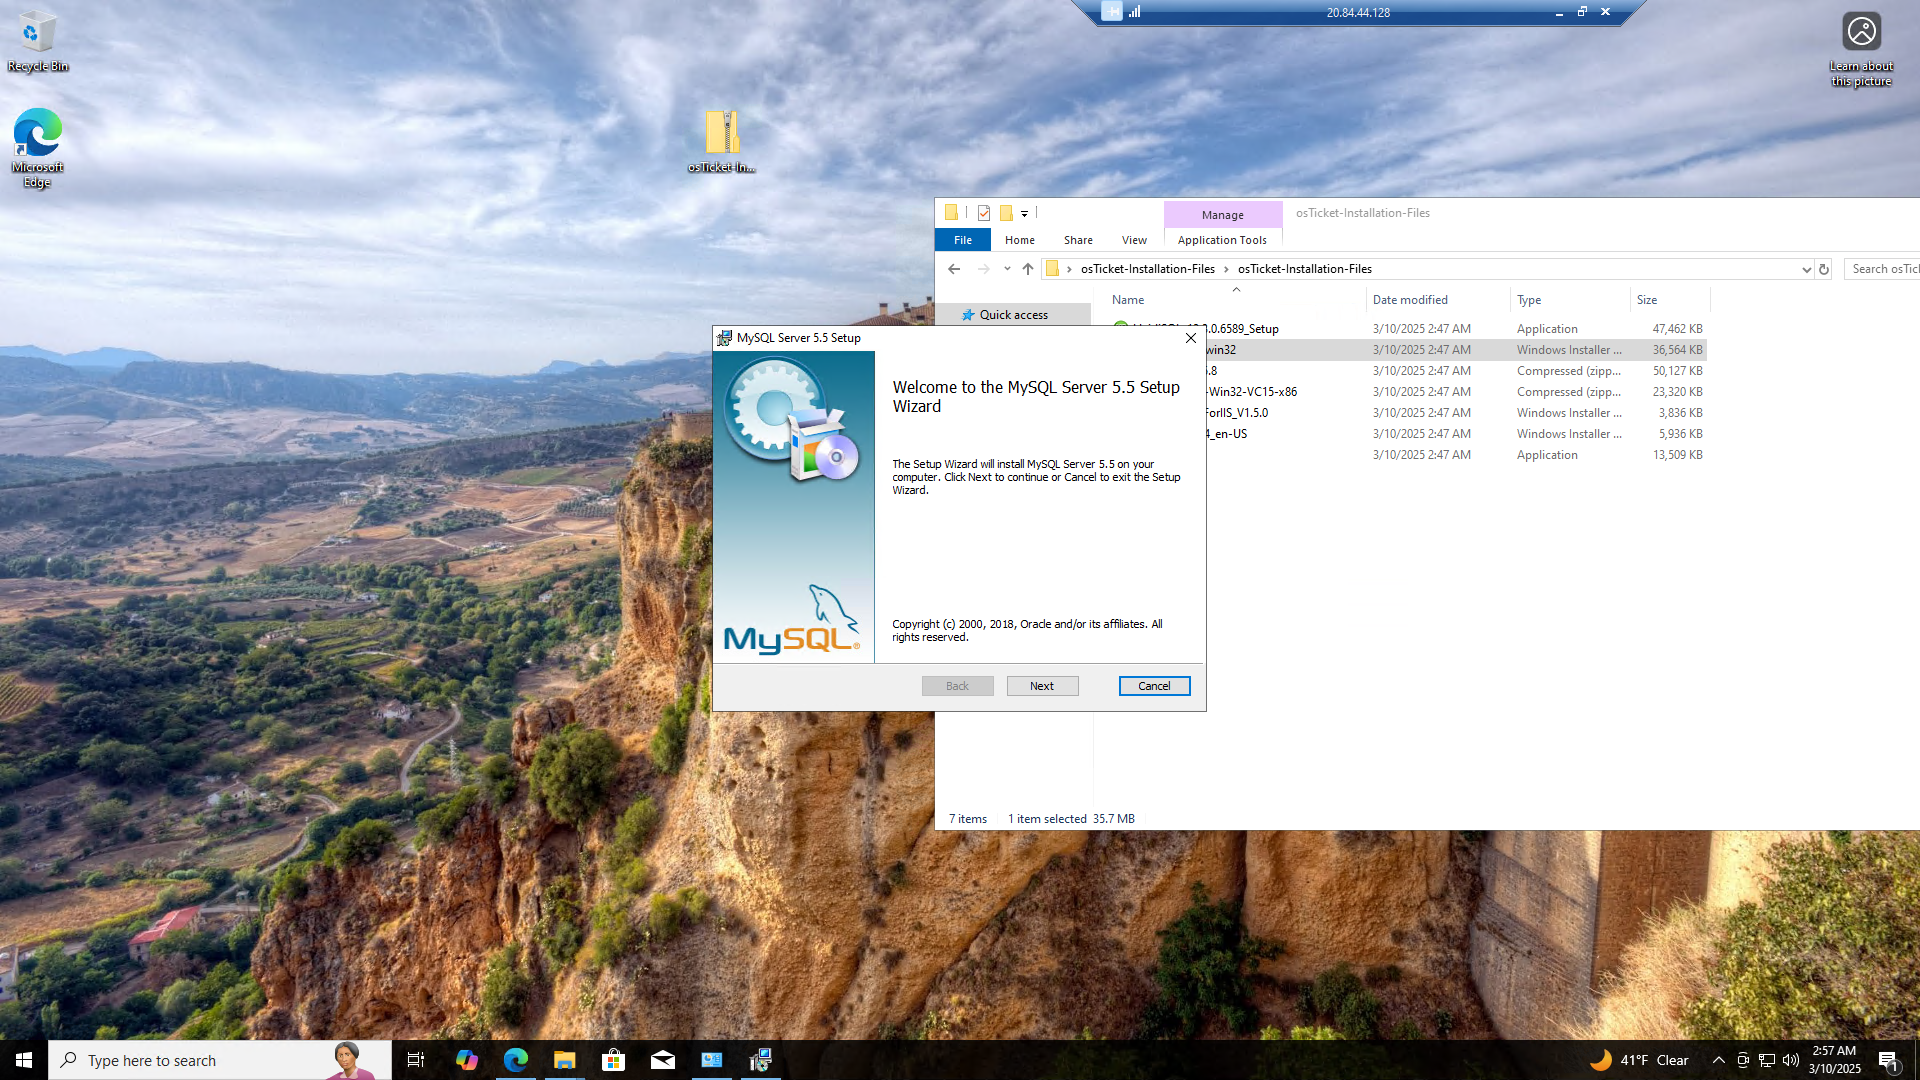 20.84.44.128
Recycle Bin
Learn about
this picture
Microsoft
Edge
osTicket-In...
Manage
osTicket-Installation-Files
File
Home
Share
View
Application Tools
osTicket-Installation-Files
osTicket-Installation-Files
Search osTic
Name
Date modified
Type
Size
Quick access
.0.6589_Setup
3/10/2025 2:47 AM
Application
47,462 KB
win32
3/10/2025 2:47 AM
Windows Installer ...
36,564 KB
.8
3/10/2025 2:47 AM
Compressed (zipp...
50,127 KB
-Win32-VC15-x86
3/10/2025 2:47 AM
Compressed (zipp...
23,320 KB
ForIIS_V1.5.0
3/10/2025 2:47 AM
Windows Installer ...
3,836 KB
4_en-US
3/10/2025 2:47 AM
Windows Installer ...
5,936 KB
3/10/2025 2:47 AM
Application
13,509 KB
MySQL Server 5.5 Setup
Welcome to the MySQL Server 5.5 Setup
Wizard
The Setup Wizard will install MySQL Server 5.5 on your
computer. Click Next to continue or Cancel to exit the Setup
Wizard.
MySQL®
Copyright (c) 2000, 2018, Oracle and/or its affiliates. All
rights reserved.
Back
Next
Cancel
7 items
1 item selected 35.7 MB
Type here to search
41°F Clear
2:57 AM
3/10/2025
1